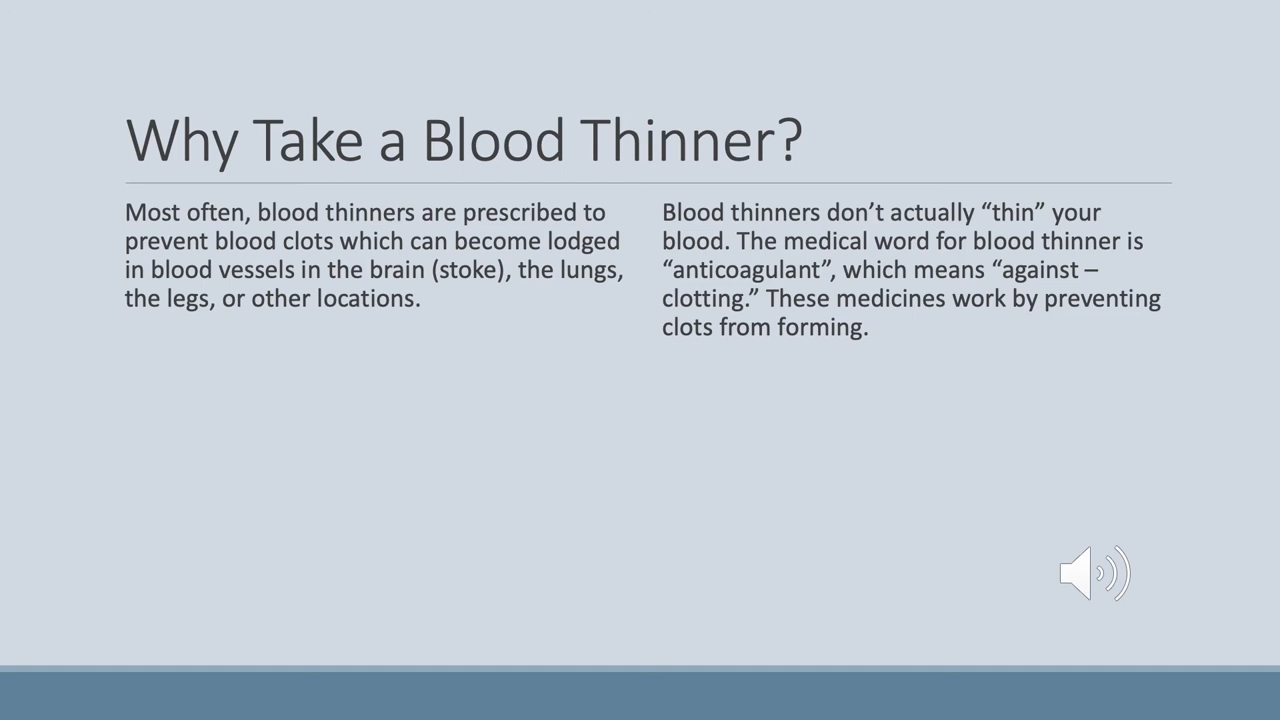 Why Take a Blood Thinner?
Most often, blood thinners are prescribed to
prevent blood clots which can become lodged
in blood vessels in the brain (stoke), the lungs,
the legs, or other locations.
Blood thinners don’t actually “thin” your
blood. The medical word for blood thinner is
“anticoagulant”, which means “against –
clotting.” These medicines work by preventing
clots from forming.